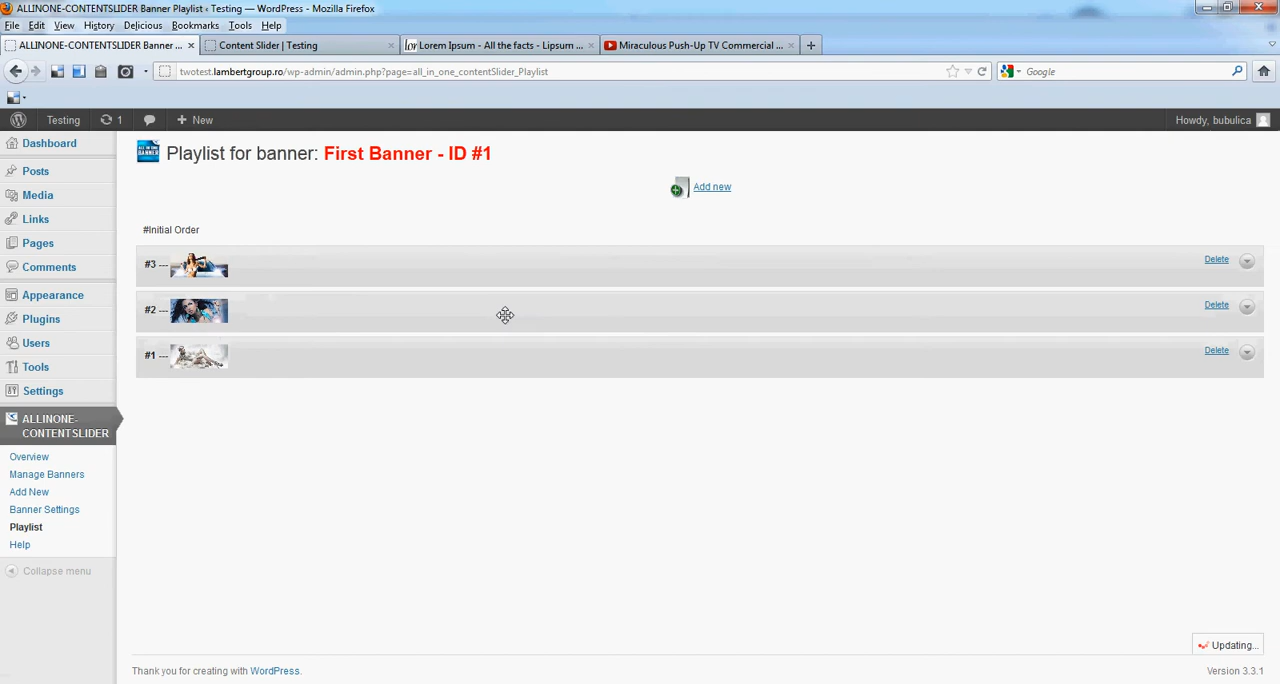 ALLINONE-CONTENTSLIDER Banner Playlist ‹ Testing — WordPress - Mozilla Firefox
File Edit View History Delicious Bookmarks Tools Help
ALLINONE-CONTENTSLIDER Banner ... × Content Slider | Testing × Lorem Ipsum - All the facts - Lipsum ... × Miraculous Push-Up TV Commercial ... × +
twotest.lambertgroup.ro/wp-admin/admin.php?page=all_in_one_contentSlider_Playlist
Google
Testing 1 + New
Howdy, bubulica
Dashboard
Posts
Media
Links
Pages
Comments
Appearance
Plugins
Users
Tools
Settings
ALLINONE-
CONTENTSLIDER
Overview
Manage Banners
Add New
Banner Settings
Playlist
Help
Collapse menu
Playlist for banner: First Banner - ID #1
Add new
#Initial Order
#3 --- Delete
#2 --- Delete
#1 --- Delete
Updating...
Thank you for creating with WordPress.
Version 3.3.1